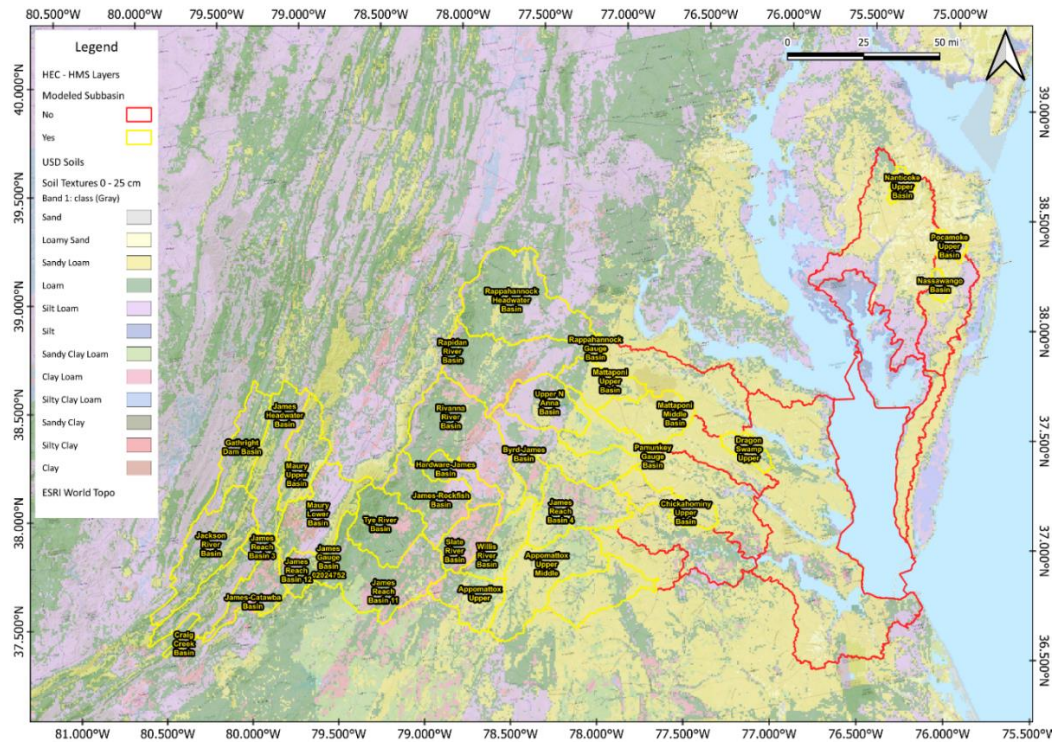 80.500°W
80.000°W
79.500°W
79.000°W
78.500°W
78.000°W
77.500°W
77.000°W
76.500°W
76.000°W
75.500°W
75.000°W
Legend
HEC - HMS Layers
Modeled Subbasin
No
Yes
USD Soils
Soil Textures 0 - 25 cm
Band 1: class (Gray)
Sand
Loamy Sand
Sandy Loam
Loam
Silt Loam
Silt
Sandy Clay Loam
Clay Loam
Silty Clay Loam
Sandy Clay
Silty Clay
Clay
ESRI World Topo
0
25
50 mi
40.000°N
39.500°N
39.000°N
38.500°N
38.000°N
37.500°N
39.000°N
38.500°N
38.000°N
37.500°N
37.000°N
36.500°N
Nanticoke
Upper
Basin
Pocamoke
Upper
Basin
Nassawango
Basin
Rappahannock
Headwater
Basin
Rapidan
River
Basin
Rappahannock
Gauge
Basin
Mattaponi
Upper
Basin
Upper N
Anna
Basin
Mattaponi
Middle
Basin
James
Headwater
Basin
Rivanna
River
Basin
Gathright
Dam Basin
Byrd-James
Basin
Pamunkey
Gauge
Basin
Dragon
Swamp
Upper
Maury
Upper
Basin
Hardware-James
Basin
James-Rockfish
Basin
Maury
Lower
Basin
Tye River
Basin
James
Reach
Basin 4
Chickahominy
Upper
Basin
Jackson
River
Basin
James
Reach
Basin 3
James
Reach
Basin 12
James
Gauge
Basin
02024752
Slate
River
Basin
Willis
River
Basin
Appomattox
Upper
Middle
James
Reach
Basin 11
Appomattox
Upper
James-Catawba
Basin
Craig
Creek
Basin
81.000°W
80.500°W
80.000°W
79.500°W
79.000°W
78.500°W
78.000°W
77.500°W
77.000°W
76.500°W
76.000°W
75.500°W